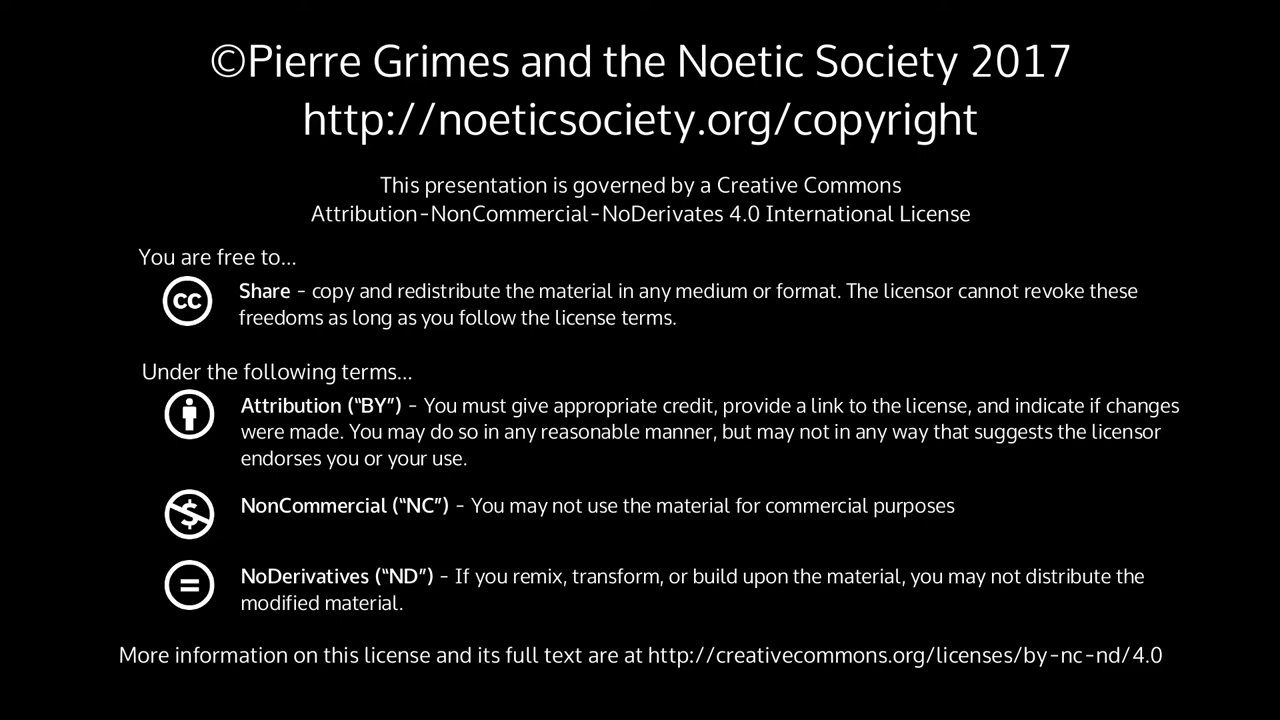 ©Pierre Grimes and the Noetic Society 2017
http://noeticsociety.org/copyright
This presentation is governed by a Creative Commons
Attribution-NonCommercial-NoDerivates 4.0 International License
You are free to...
cc
Share - copy and redistribute the material in any medium or format. The licensor cannot revoke these
freedoms as long as you follow the license terms.
Under the following terms...
Attribution (“BY”) - You must give appropriate credit, provide a link to the license, and indicate if changes
were made. You may do so in any reasonable manner, but may not in any way that suggests the licensor
endorses you or your use.
NonCommercial (“NC”) - You may not use the material for commercial purposes
NoDerivatives (“ND”) - If you remix, transform, or build upon the material, you may not distribute the
modified material.
More information on this license and its full text are at http://creativecommons.org/licenses/by-nc-nd/4.0